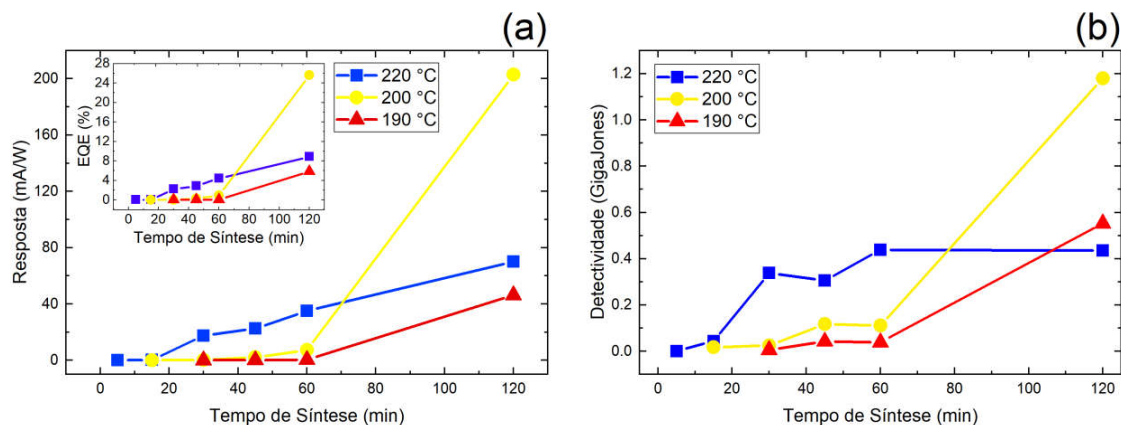 (a)
200
160
120
80
40
0
Resposta (mA/W)
0 20 40 60 80 100 120
Tempo de Síntese (min)
28
24
20
16
12
8
4
0
EQE (%)
0 20 40 60 80 100 120
Tempo de Síntese (min)
220 °C
200 °C
190 °C
(b)
1.2
1.0
0.8
0.6
0.4
0.2
0.0
Detectividade (GigaJones)
0 20 40 60 80 100 120
Tempo de Síntese (min)
220 °C
200 °C
190 °C